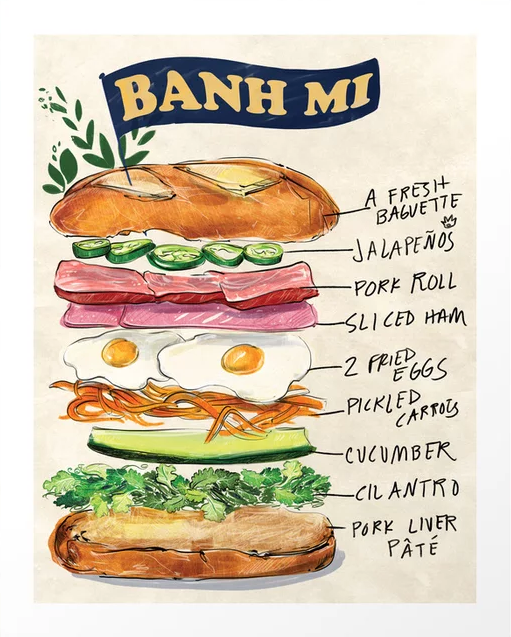 BANH MI
A FRESH
BAGUETTE
JALAPEÑOS
PORK ROLL
SLICED HAM
2 FRIED
EGGS
PICKLED
CARROTS
CUCUMBER
CILANTRO
PORK LIVER
PÂTÉ